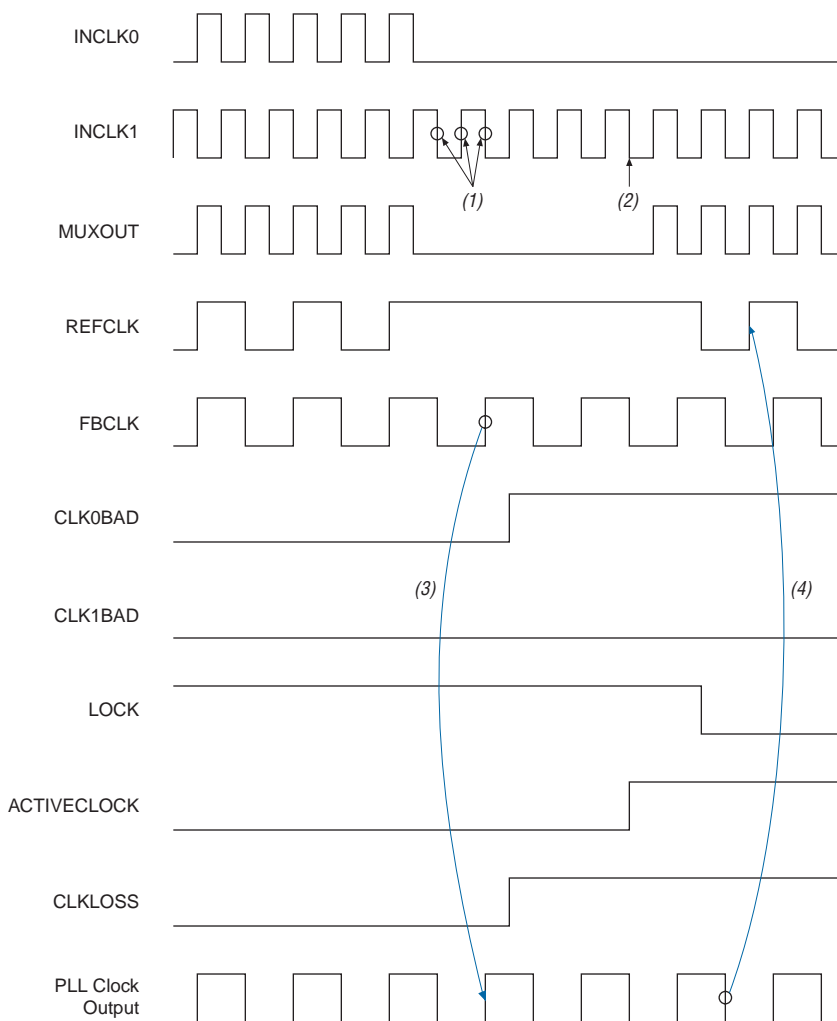 INCLK0
INCLK1
(1)
(2)
MUXOUT
REFCLK
FBCLK
CLK0BAD
(3)
(4)
CLK1BAD
LOCK
ACTIVECLOCK
CLKLOSS
PLL Clock
Output